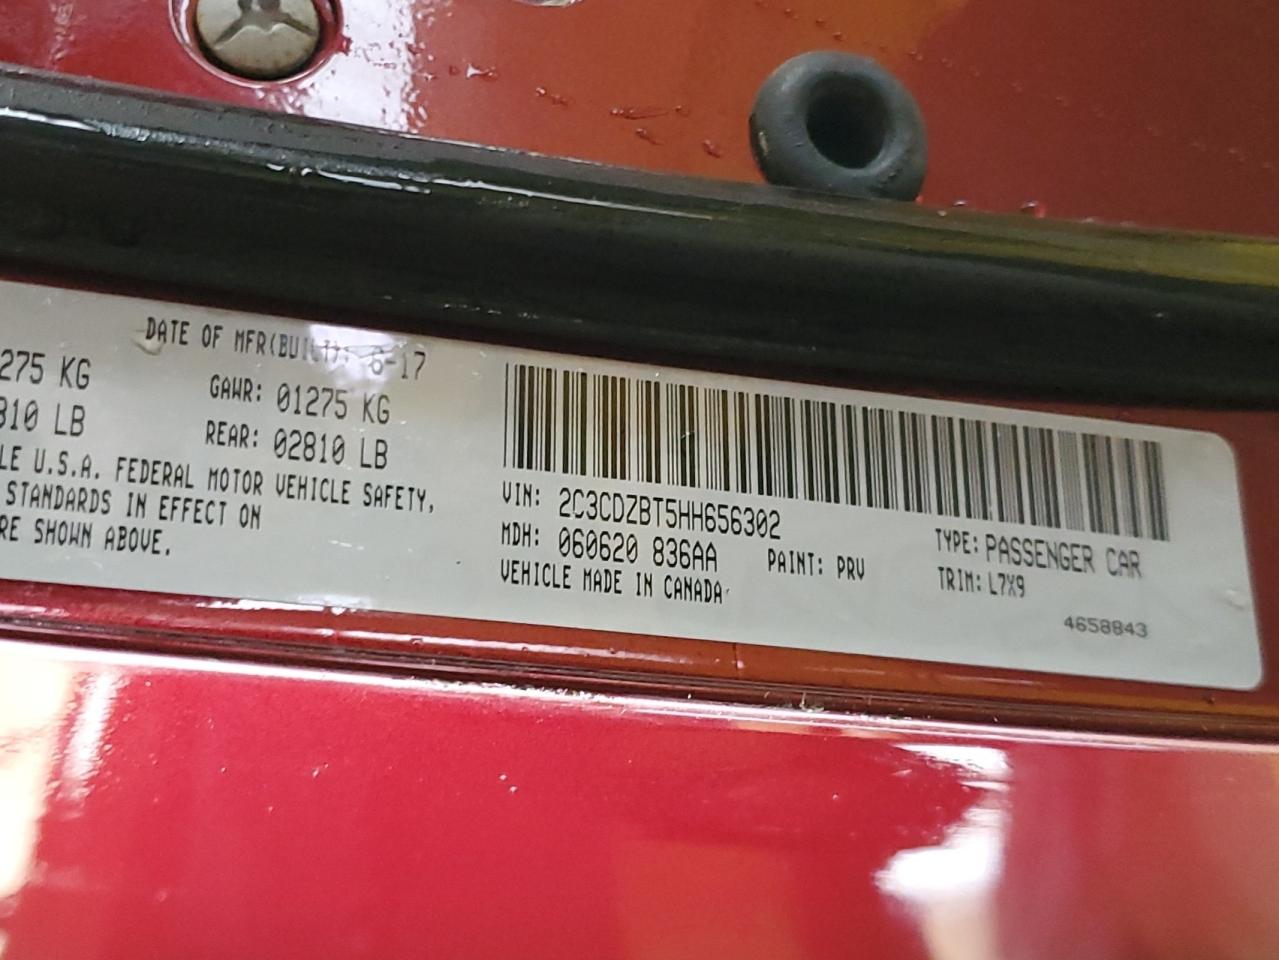 DATE OF MFR(BUILT): 6-17
275 KG GAWR: 01275 KG
810 LB REAR: 02810 LB
LE U.S.A. FEDERAL MOTOR VEHICLE SAFETY,
STANDARDS IN EFFECT ON
RE SHOWN ABOVE.
VIN: 2C3CDZBT5HH656302
MDH: 060620 836AA PAINT: PRV
VEHICLE MADE IN CANADA
TYPE: PASSENGER CAR
TRIM: L7X9
4658843